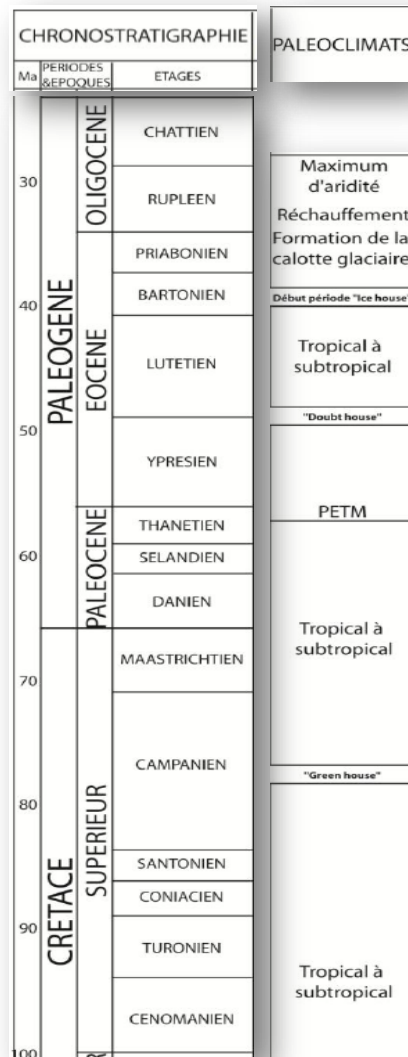 CHRONOSTRATIGRAPHIE
Ma
PERIODES
&EPOQUES
ETAGES
30
40
50
60
70
80
90
100
PALEOGENE
CRETACE
OLIGOCENE
EOCENE
PALEOCENE
SUPERIEUR
CHATTIEN
RUPLEEN
PRIABONIEN
BARTONIEN
LUTETIEN
YPRESIEN
THANETIEN
SELANDIEN
DANIEN
MAASTRICHTIEN
CAMPANIEN
SANTONIEN
CONIACIEN
TURONIEN
CENOMANIEN
PALEOCLIMATS
Maximum
d'aridité
Réchauffement
Formation de la
calotte glaciaire
Début période "Ice house"
Tropical à
subtropical
"Doubt house"
PETM
Tropical à
subtropical
"Green house"
Tropical à
subtropical